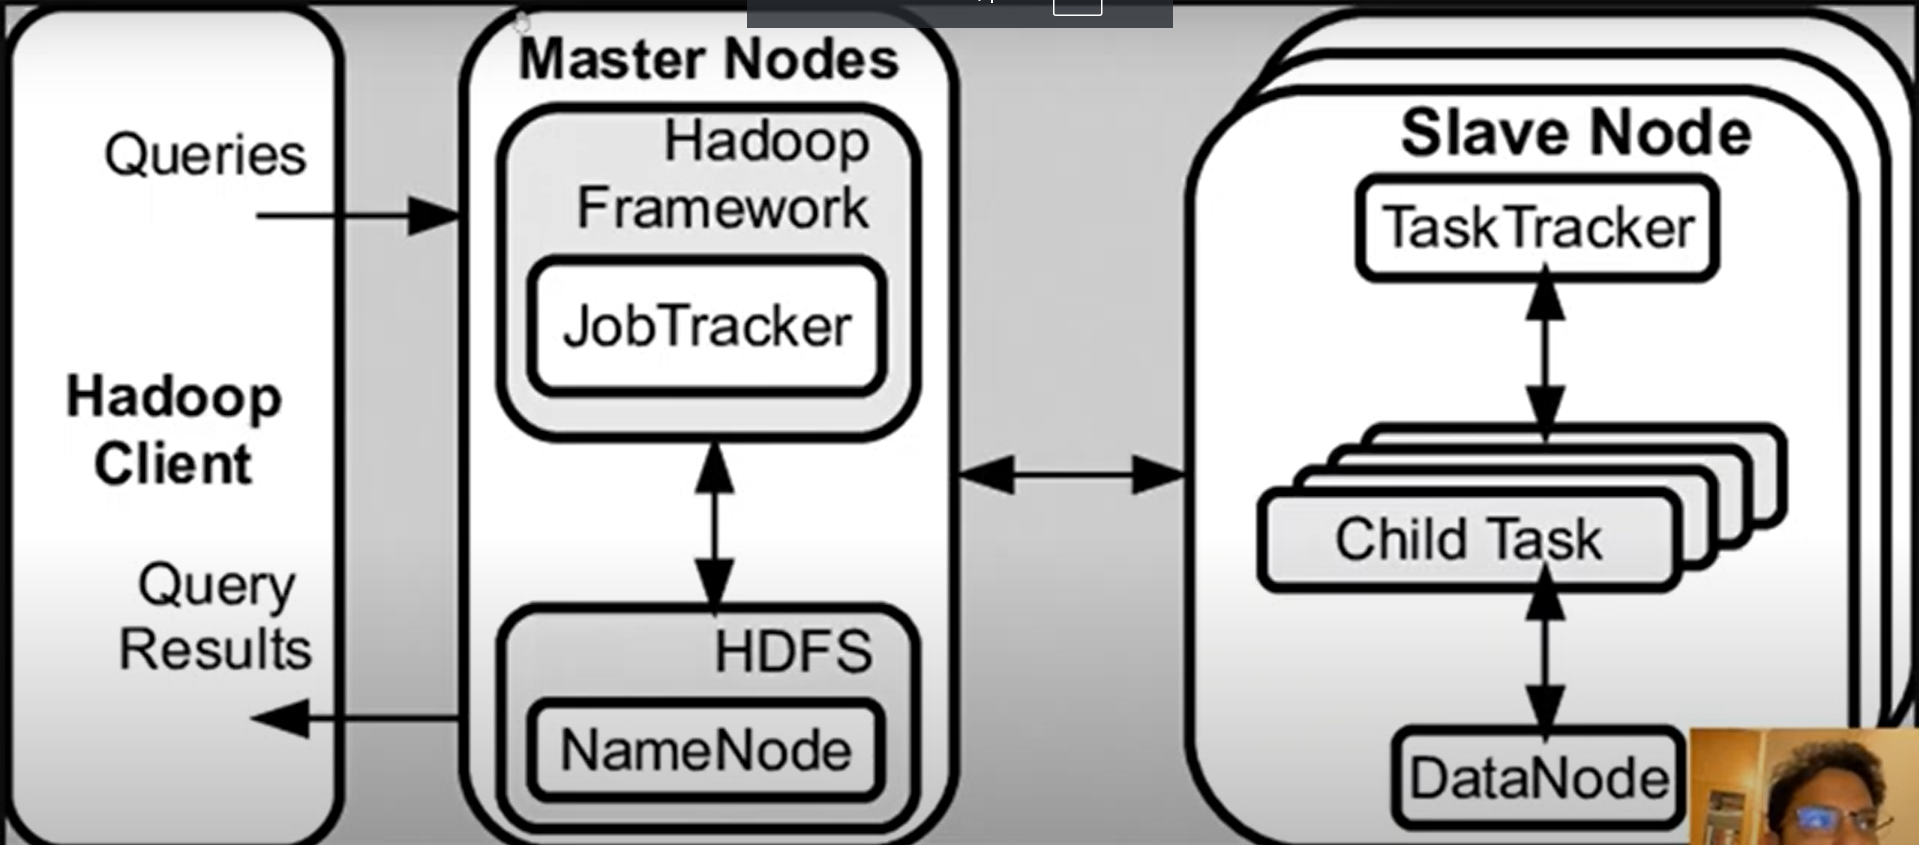 Queries
Hadoop
Client
Query
Results
Master Nodes
Hadoop
Framework
JobTracker
HDFS
NameNode
Slave Node
TaskTracker
Child Task
DataNode